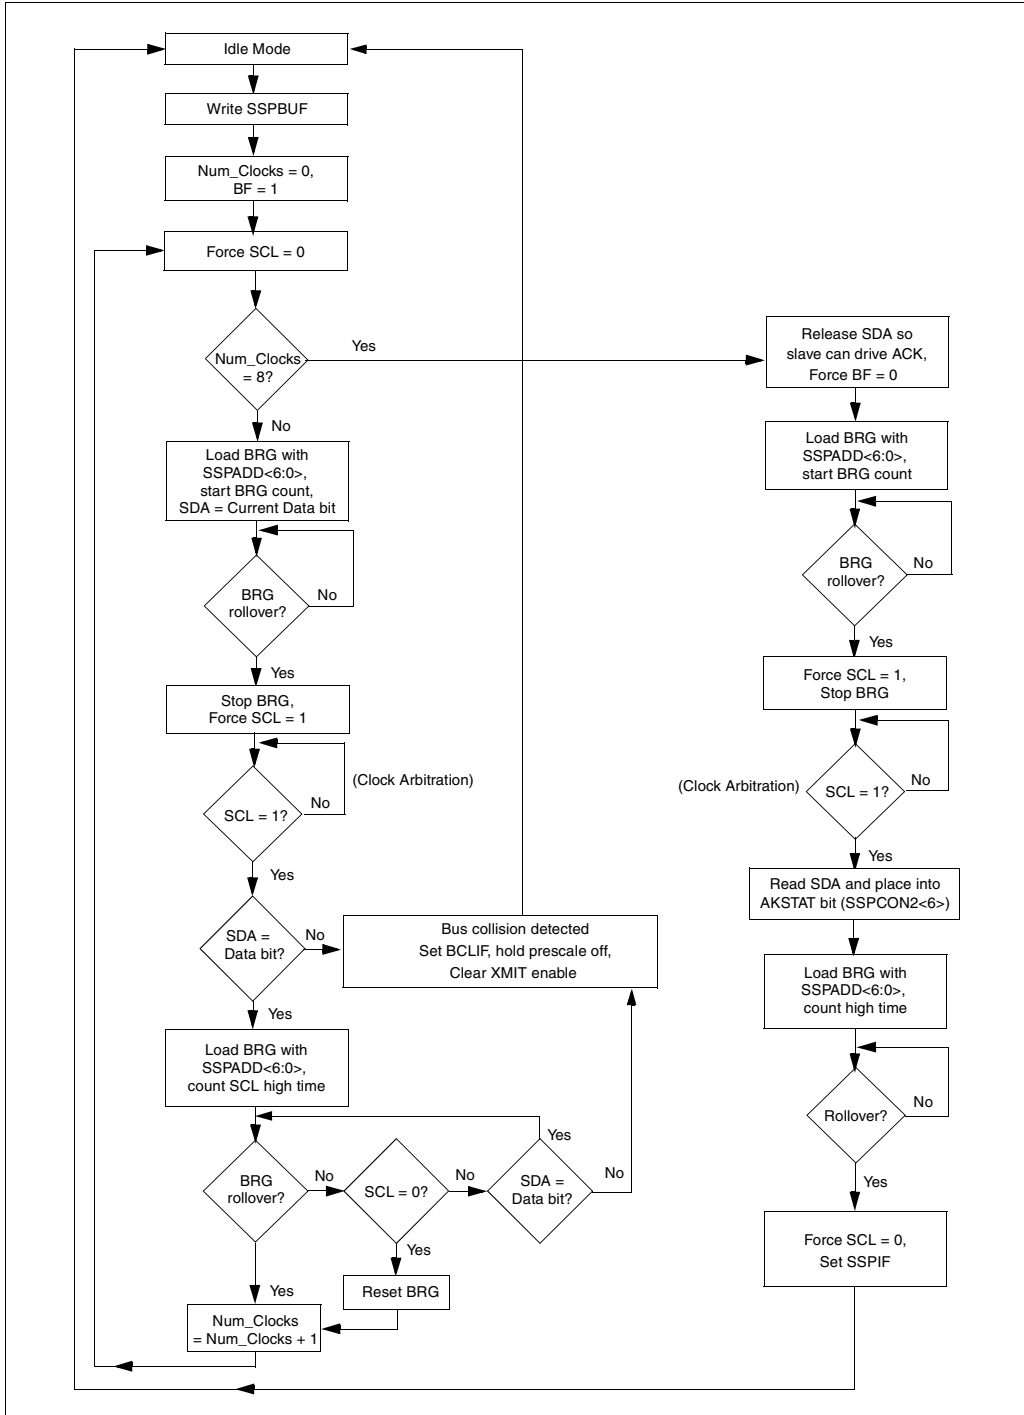 Idle Mode
Write SSPBUF
Num_Clocks = 0,
BF = 1
Force SCL = 0
Num_Clocks
= 8?
Yes
No
Load BRG with
SSPADD<6:0>,
start BRG count,
SDA = Current Data bit
BRG
rollover?
No
Yes
Stop BRG,
Force SCL = 1
(Clock Arbitration)
SCL = 1?
No
Yes
SDA =
Data bit?
No
Yes
Bus collision detected
Set BCLIF, hold prescale off,
Clear XMIT enable
Load BRG with
SSPADD<6:0>,
count SCL high time
BRG
rollover?
No
SCL = 0?
No
SDA =
Data bit?
Yes
No
Yes
Reset BRG
Yes
Num_Clocks
= Num_Clocks + 1
Release SDA so
slave can drive ACK,
Force BF = 0
Load BRG with
SSPADD<6:0>,
start BRG count
BRG
rollover?
No
Yes
Force SCL = 1,
Stop BRG
(Clock Arbitration)
SCL = 1?
No
Yes
Read SDA and place into
AKSTAT bit (SSPCON2<6>)
Load BRG with
SSPADD<6:0>,
count high time
Rollover?
No
Yes
Force SCL = 0,
Set SSPIF